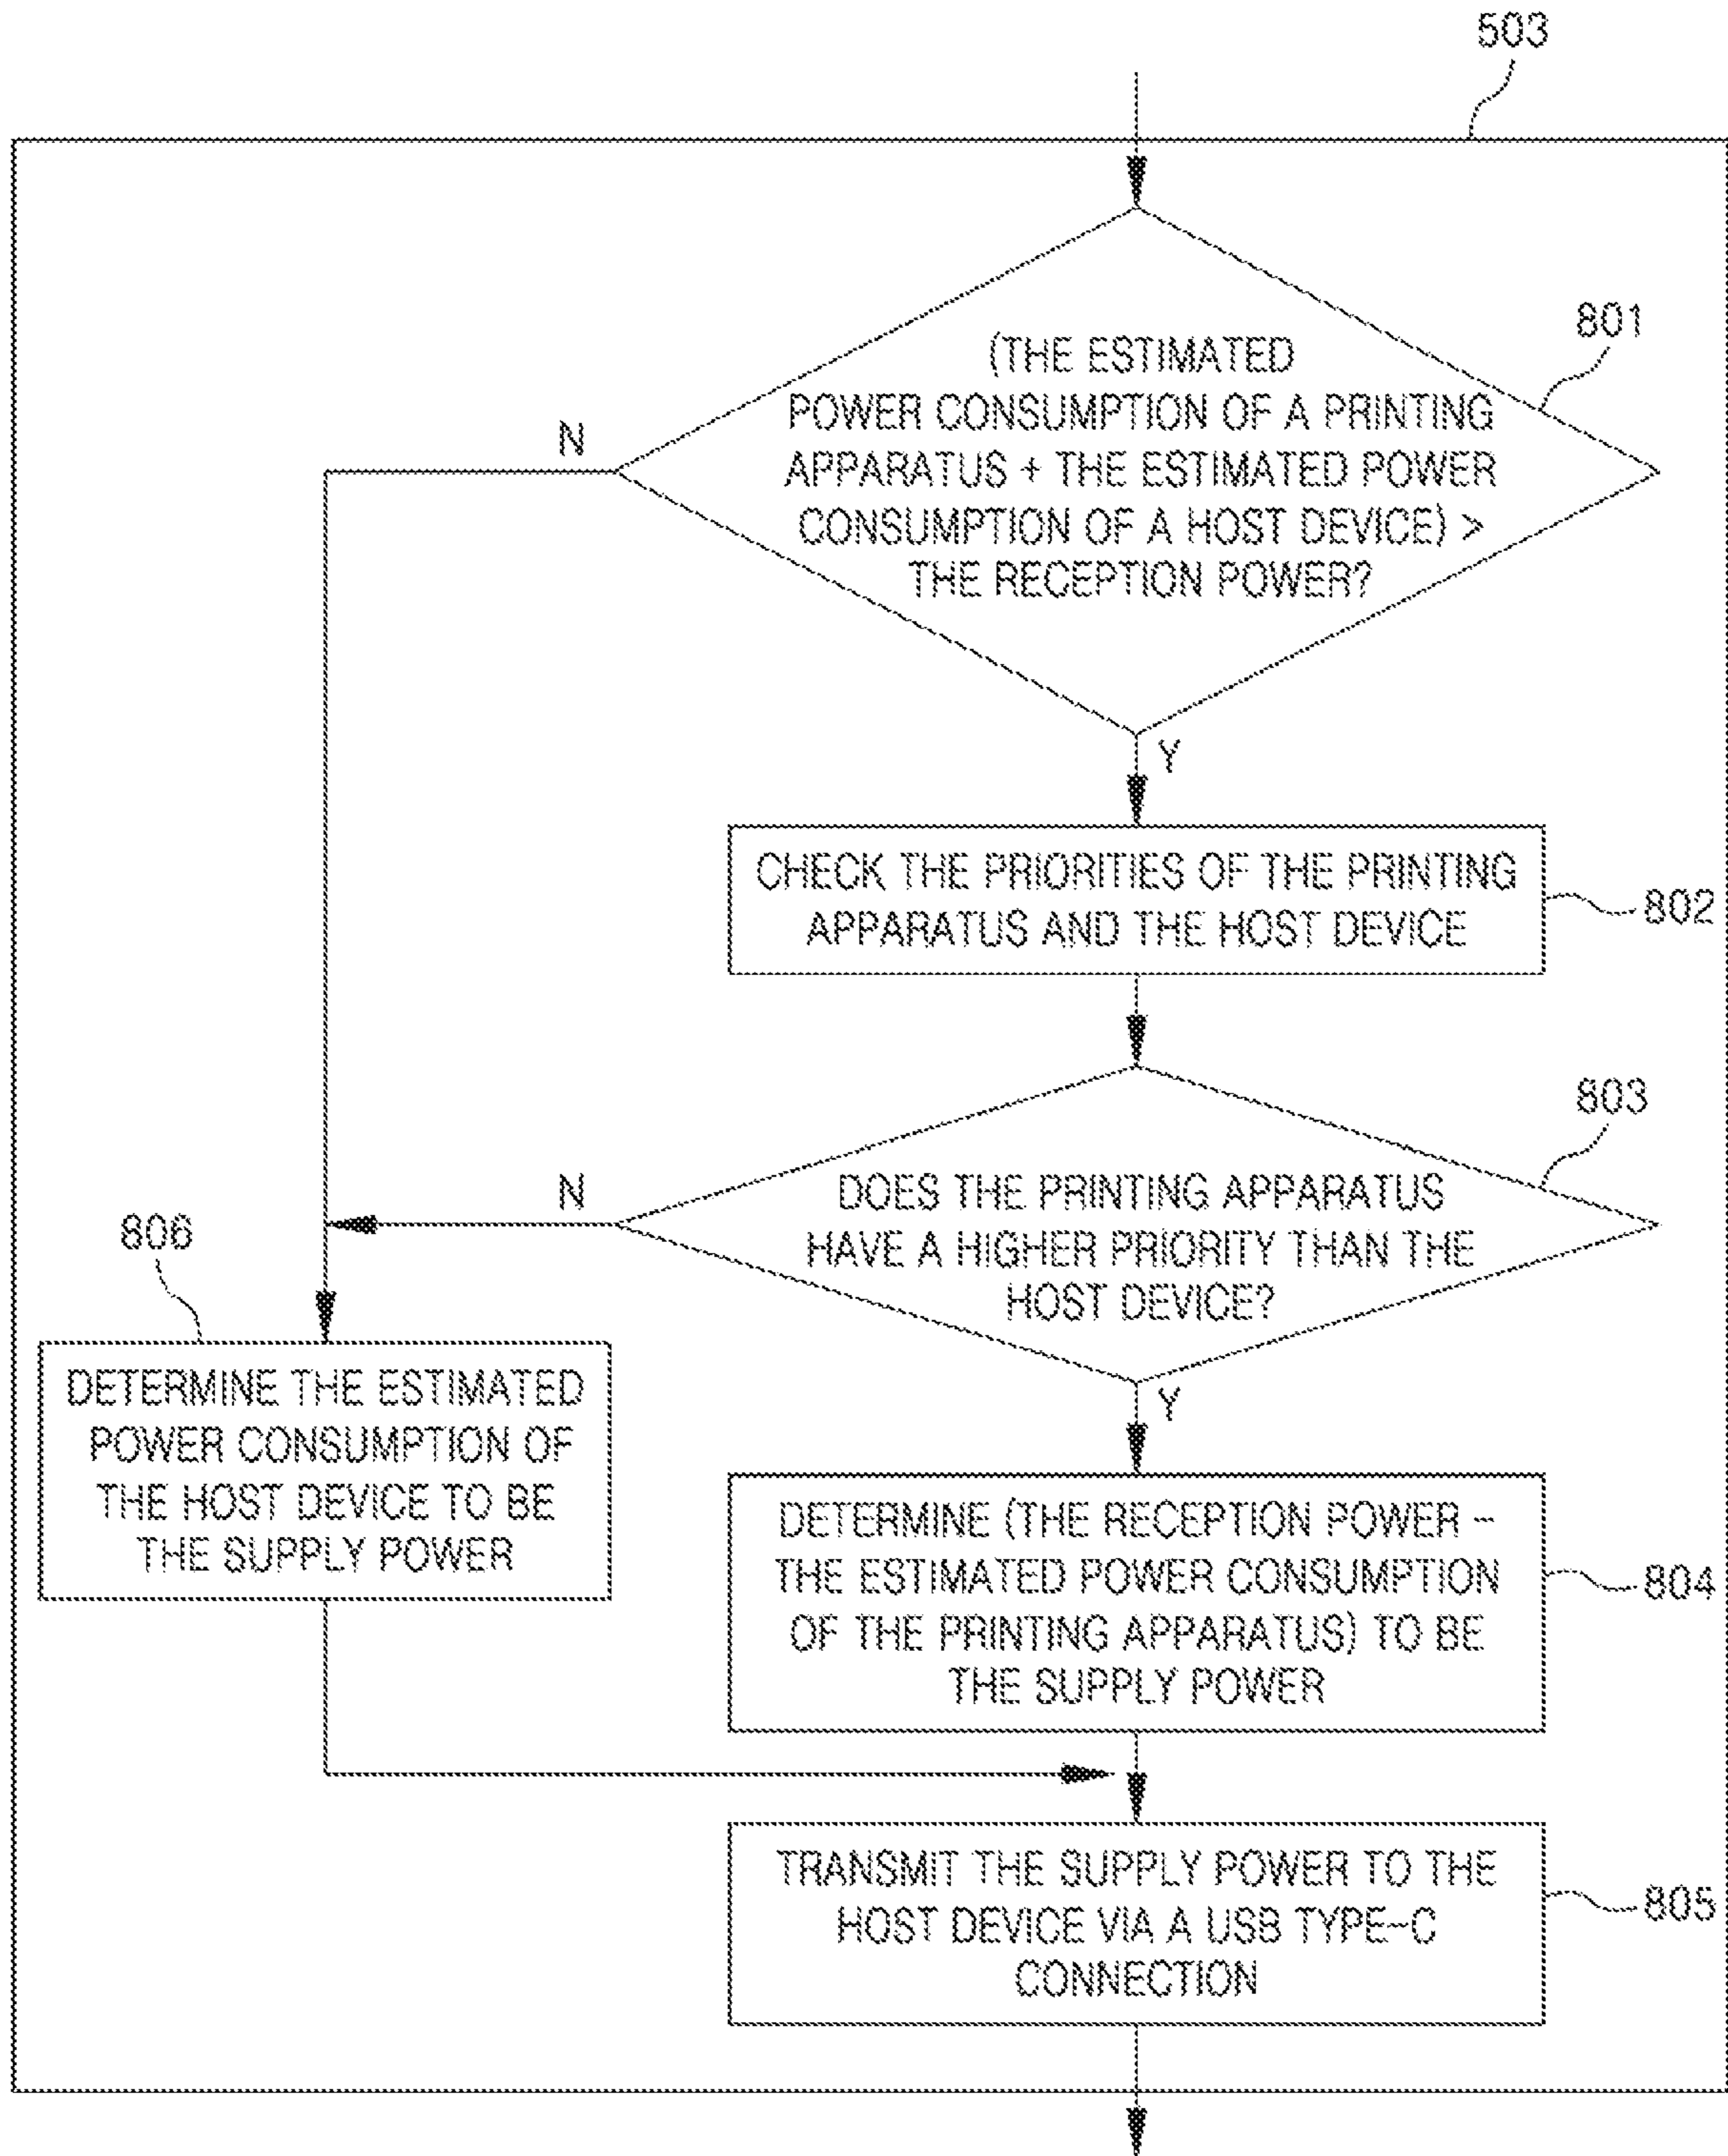 503
801
(THE ESTIMATED
POWER CONSUMPTION OF A PRINTING
APPARATUS + THE ESTIMATED POWER
CONSUMPTION OF A HOST DEVICE) >
THE RECEPTION POWER?
N
Y
CHECK THE PRIORITIES OF THE PRINTING
APPARATUS AND THE HOST DEVICE
802
803
DOES THE PRINTING APPARATUS
HAVE A HIGHER PRIORITY THAN THE
HOST DEVICE?
N
Y
806
DETERMINE THE ESTIMATED
POWER CONSUMPTION OF
THE HOST DEVICE TO BE
THE SUPPLY POWER
DETERMINE (THE RECEPTION POWER -
THE ESTIMATED POWER CONSUMPTION
OF THE PRINTING APPARATUS) TO BE
THE SUPPLY POWER
804
TRANSMIT THE SUPPLY POWER TO THE
HOST DEVICE VIA A USB TYPE-C
CONNECTION
805